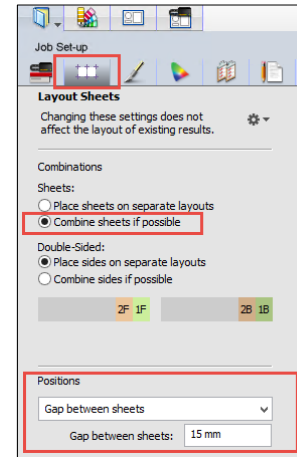 Job Set-up
Layout Sheets
Changing these settings does not
affect the layout of existing results.
Combinations
Sheets:
Place sheets on separate layouts
Combine sheets if possible
Double-Sided:
Place sides on separate layouts
Combine sides if possible
2F 1F 2B 1B
Positions
Gap between sheets
Gap between sheets: 15 mm